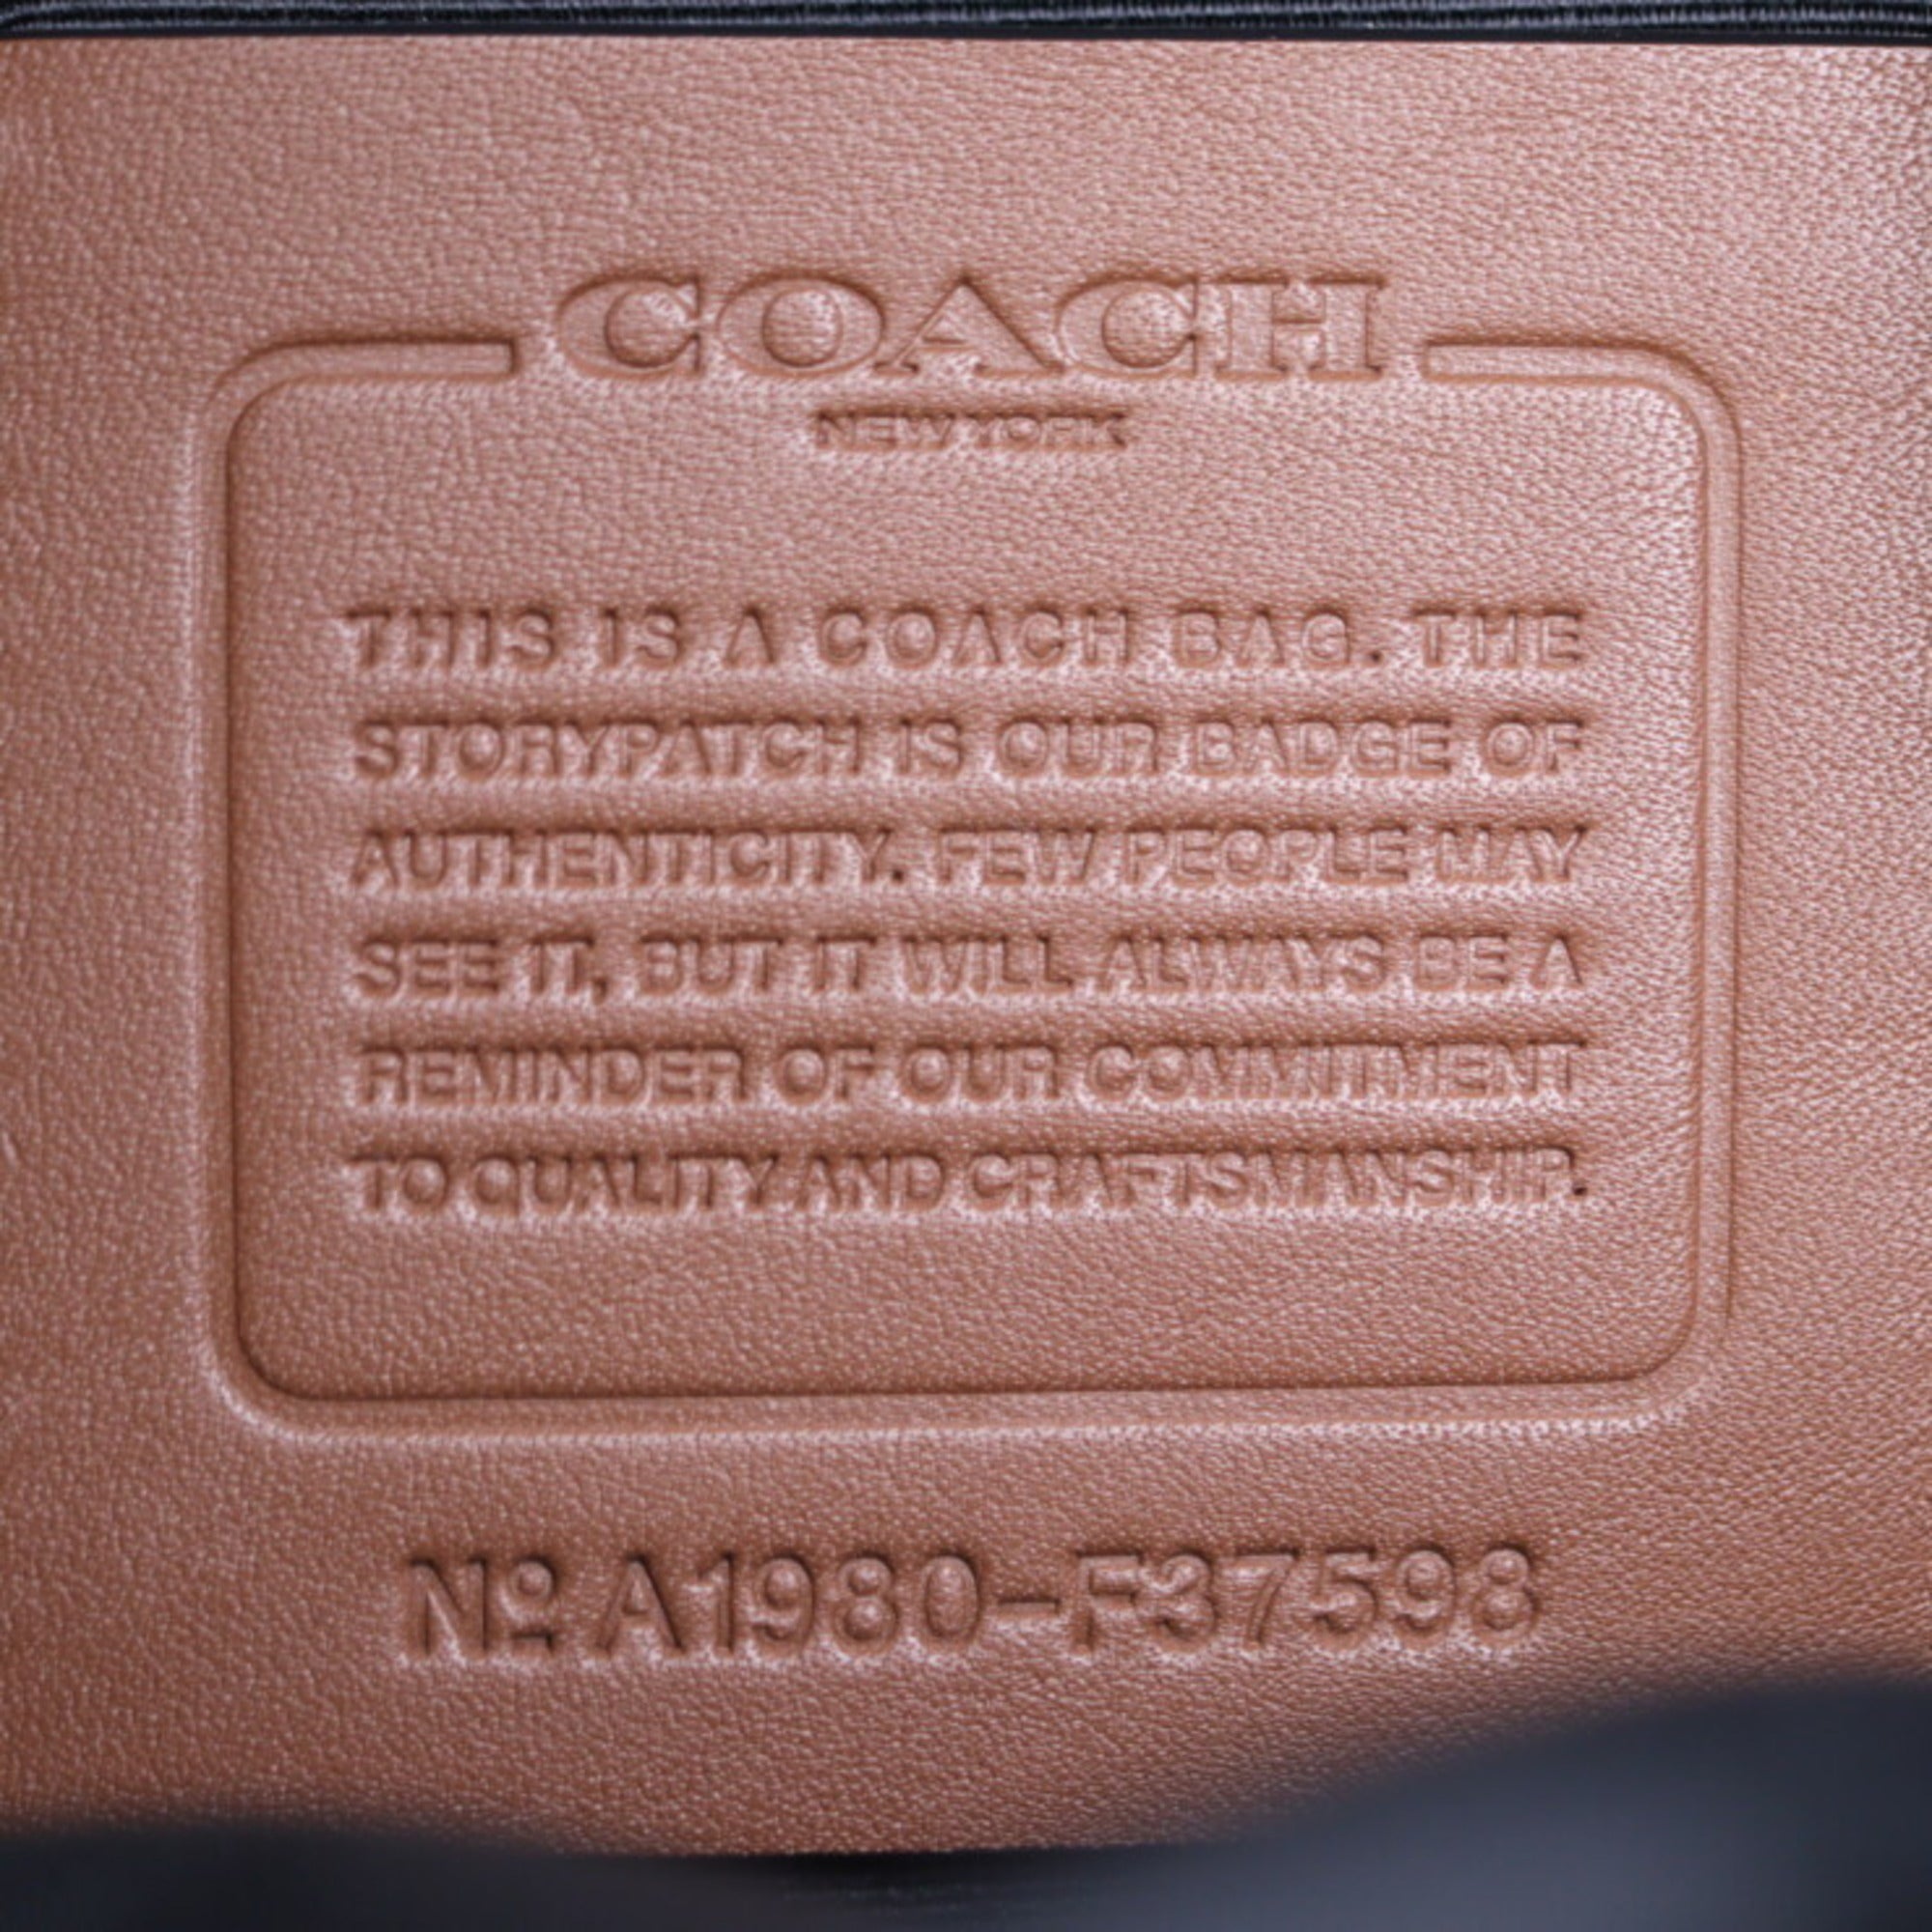 COACH
NEW YORK
THIS IS A COACH BAG. THE
STORYPATCH IS OUR BADGE OF
AUTHENTICITY. FEW PEOPLE MAY
SEE IT, BUT IT WILL ALWAYS BE A
REMINDER OF OUR COMMITMENT
TO QUALITY AND CRAFTSMANSHIP.
Nº A1980-F37598